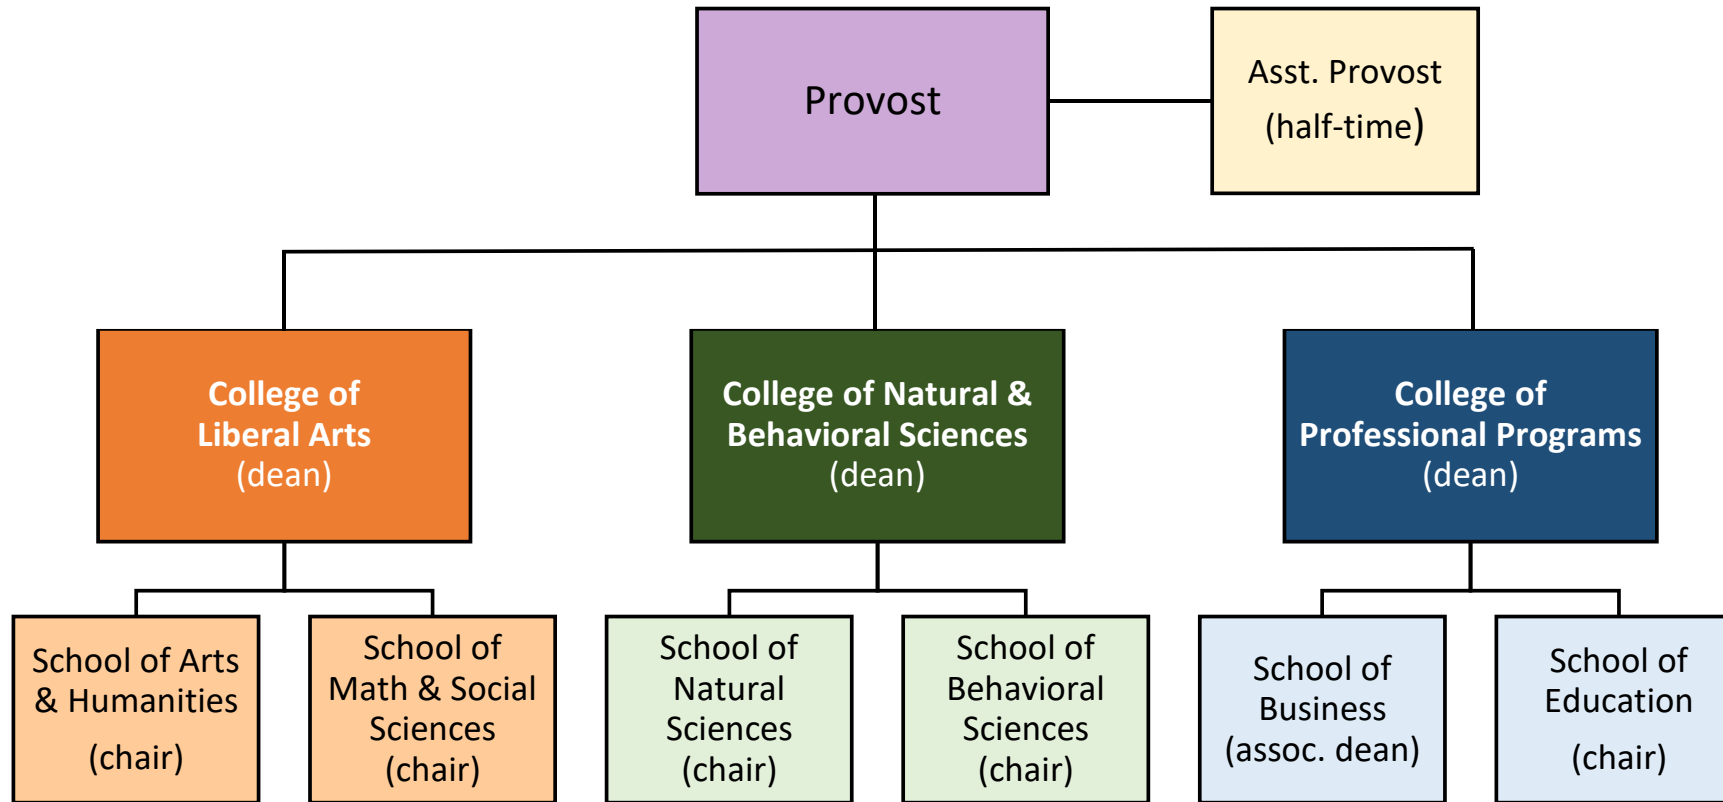 Provost
Asst. Provost
(half-time)
College of
Liberal Arts
(dean)
College of Natural &
Behavioral Sciences
(dean)
College of
Professional Programs
(dean)
School of Arts
& Humanities
(chair)
School of
Math & Social
Sciences
(chair)
School of
Natural
Sciences
(chair)
School of
Behavioral
Sciences
(chair)
School of
Business
(assoc. dean)
School of
Education
(chair)